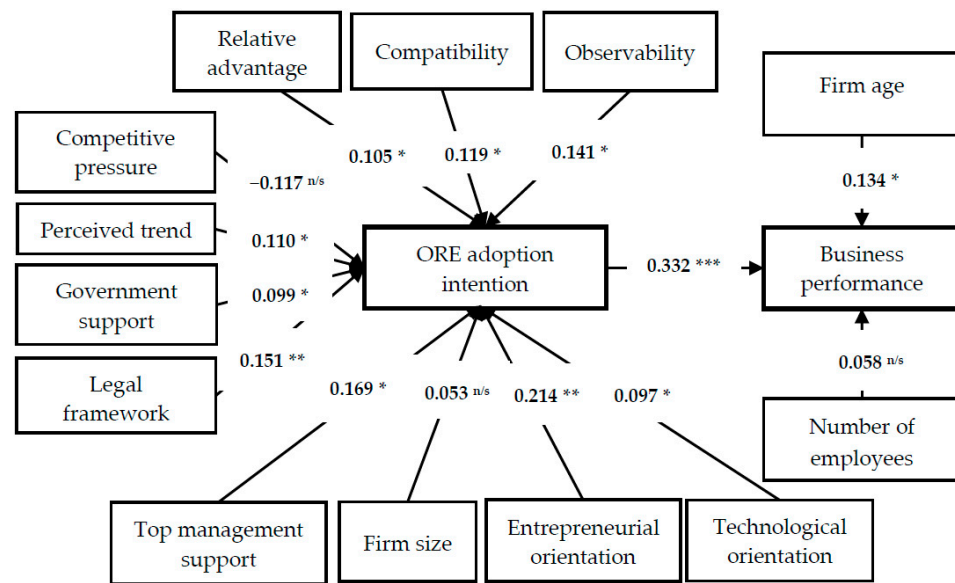 Relative
advantage
Compatibility
Observability
Firm age
Competitive
pressure
0.105 *
0.119 *
0.141 *
−0.117 n/s
0.134 *
Perceived trend
0.110 *
ORE adoption
intention
0.332 ***
Business
performance
Government
support
0.099 *
0.151 **
Legal
framework
0.169 *
0.053 n/s
0.214 **
0.097 *
0.058 n/s
Number of
employees
Top management
support
Firm size
Entrepreneurial
orientation
Technological
orientation